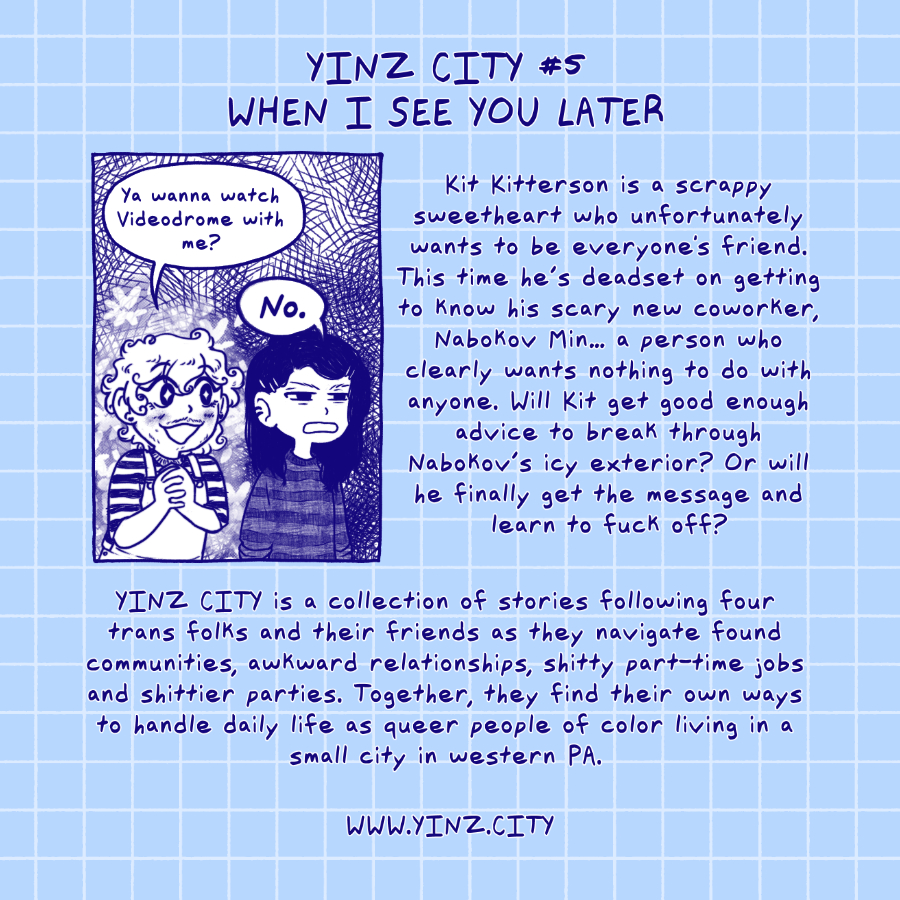 YINZ CITY #5
WHEN I SEE YOU LATER
Ya wanna watch
Videodrome with
me?
No.
Kit Kitterson is a scrappy
sweetheart who unfortunately
wants to be everyone's friend.
This time he's deadset on getting
to know his scary new coworker,
Nabokov Min... a person who
clearly wants nothing to do with
anyone. Will Kit get good enough
advice to break through
Nabokov's icy exterior? Or will
he finally get the message and
learn to fuck off?
YINZ CITY is a collection of stories following four
trans folks and their friends as they navigate found
communities, awkward relationships, shitty part-time jobs
and shittier parties. Together, they find their own ways
to handle daily life as queer people of color living in a
small city in western PA.
WWW.YINZ.CITY